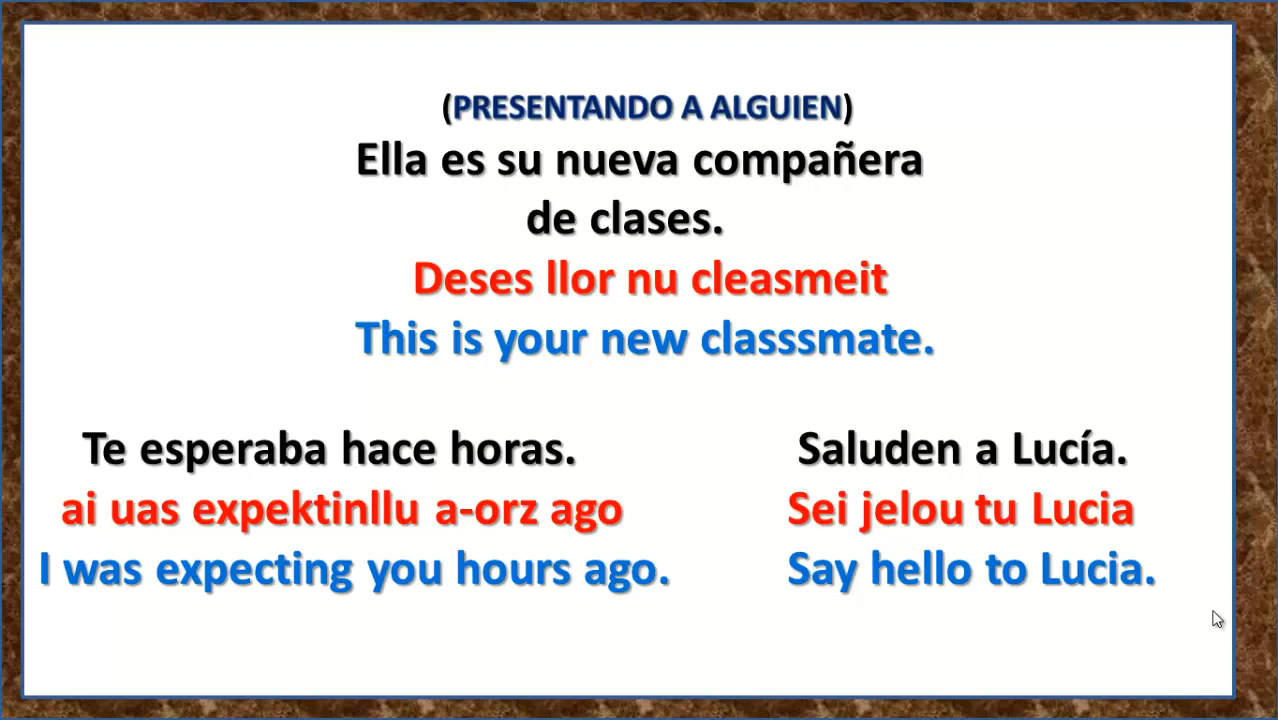 (PRESENTANDO A ALGUIEN)
Ella es su nueva compañera
de clases.
Deses llor nu cleasmeit
This is your new classsmate.
Te esperaba hace horas.
ai uas expektinllu a-orz ago
I was expecting you hours ago.
Saluden a Lucía.
Sei jelou tu Lucia
Say hello to Lucia.